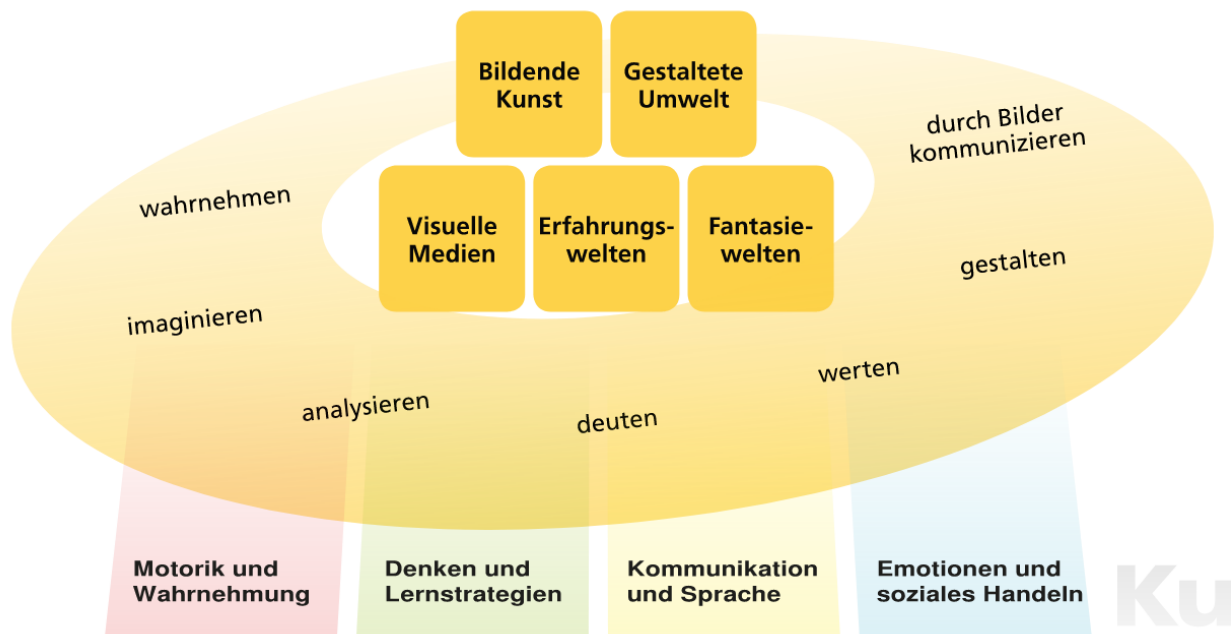 Bildende
Kunst
Gestaltete
Umwelt
durch Bilder
kommunizieren
wahrnehmen
Visuelle
Medien
Erfahrungs-
welten
Fantasie-
welten
gestalten
imaginieren
werten
analysieren
deuten
Motorik und
Wahrnehmung
Denken und
Lernstrategien
Kommunikation
und Sprache
Emotionen und
soziales Handeln
Ku